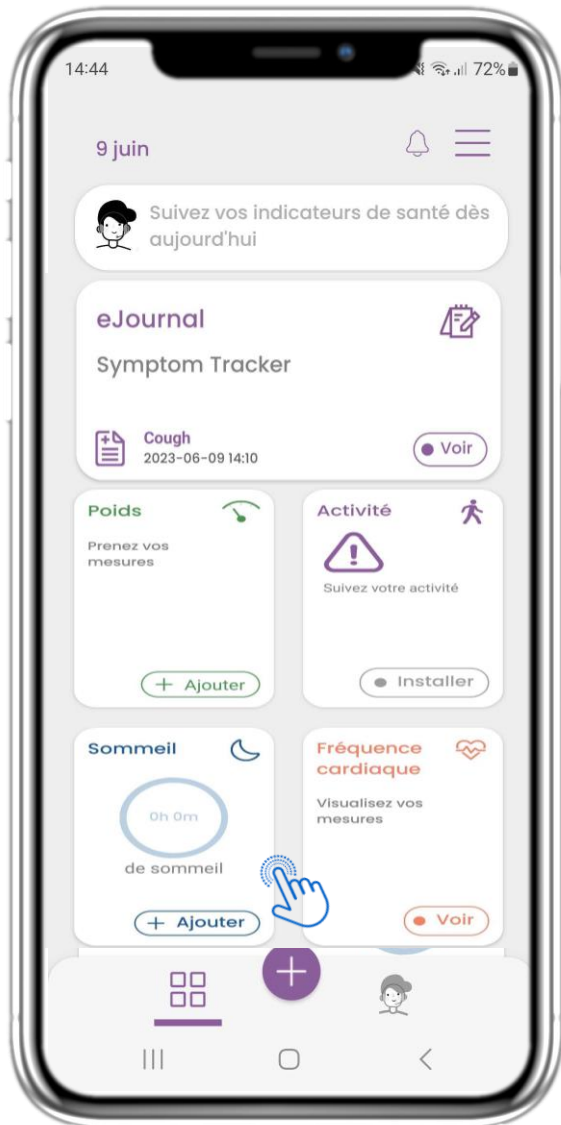 14:44
72%
9 juin
Suivez vos indicateurs de santé dès
aujourd'hui
eJournal
Symptom Tracker
Cough
2023-06-09 14:10
Voir
Poids
Prenez vos
mesures
+ Ajouter
Activité
Suivez votre activité
Installer
Sommeil
0h 0m
de sommeil
+ Ajouter
Fréquence
cardiaque
Visualisez vos
mesures
Voir